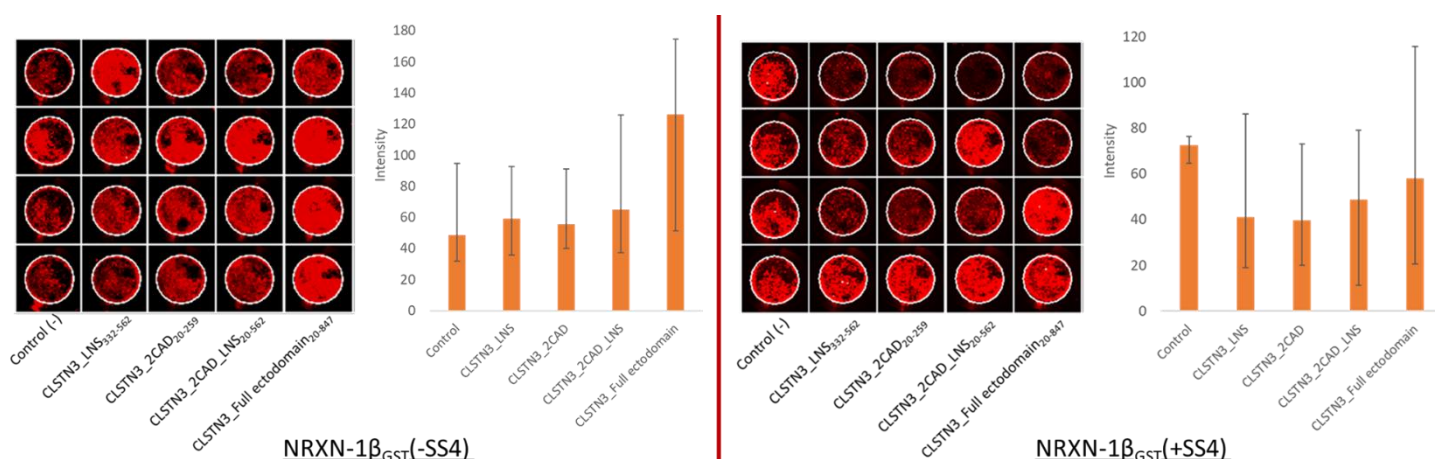 180
160
140
120
100
80
60
40
20
0
Intensity
Control (-)
CLSTN3_LNS332-562
CLSTN3_2CAD20-259
CLSTN3_2CAD_LNS20-562
CLSTN3_Full ectodomain20-847
Control
CLSTN3_LNS
CLSTN3_2CAD
CLSTN3_2CAD_LNS
CLSTN3_Full ectodomain
NRXN-1βGST(-SS4)
120
100
80
60
40
20
0
Intensity
Control (-)
CLSTN3_LNS332-562
CLSTN3_2CAD20-259
CLSTN3_2CAD_LNS20-562
CLSTN3_Full ectodomain20-847
Control
CLSTN3_LNS
CLSTN3_2CAD
CLSTN3_2CAD_LNS
CLSTN3_Full ectodomain
NRXN-1βGST(+SS4)